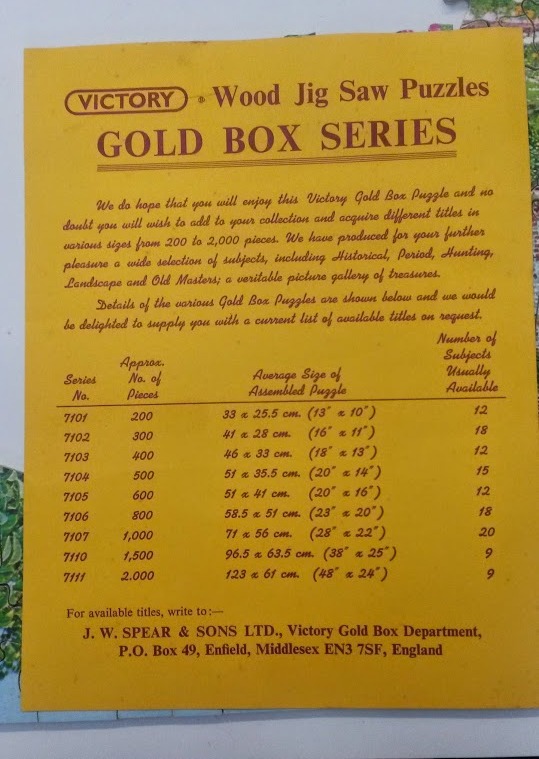 VICTORY ® Wood Jig Saw Puzzles
GOLD BOX SERIES
We do hope that you will enjoy this Victory Gold Box Puzzle and no
doubt you will wish to add to your collection and acquire different titles in
various sizes from 200 to 2,000 pieces. We have produced for your further
pleasure a wide selection of subjects, including Historical, Period, Hunting,
Landscape and Old Masters; a veritable picture gallery of treasures.
Details of the various Gold Box Puzzles are shown below and we would
be delighted to supply you with a current list of available titles on request.
Series No. Approx. No. of Pieces Average Size of Assembled Puzzle Number of Subjects Usually Available
7101 200 33 x 25.5 cm. (13" x 10") 12
7102 300 41 x 28 cm. (16" x 11") 18
7103 400 46 x 33 cm. (18" x 13") 12
7104 500 51 x 35.5 cm. (20" x 14") 15
7105 600 51 x 41 cm. (20" x 16") 12
7106 800 58.5 x 51 cm. (23" x 20") 18
7107 1,000 71 x 56 cm. (28" x 22") 20
7110 1,500 96.5 x 63.5 cm. (38" x 25") 9
7111 2.000 123 x 61 cm. (48" x 24") 9
For available titles, write to:—
J. W. SPEAR & SONS LTD., Victory Gold Box Department,
P.O. Box 49, Enfield, Middlesex EN3 7SF, England